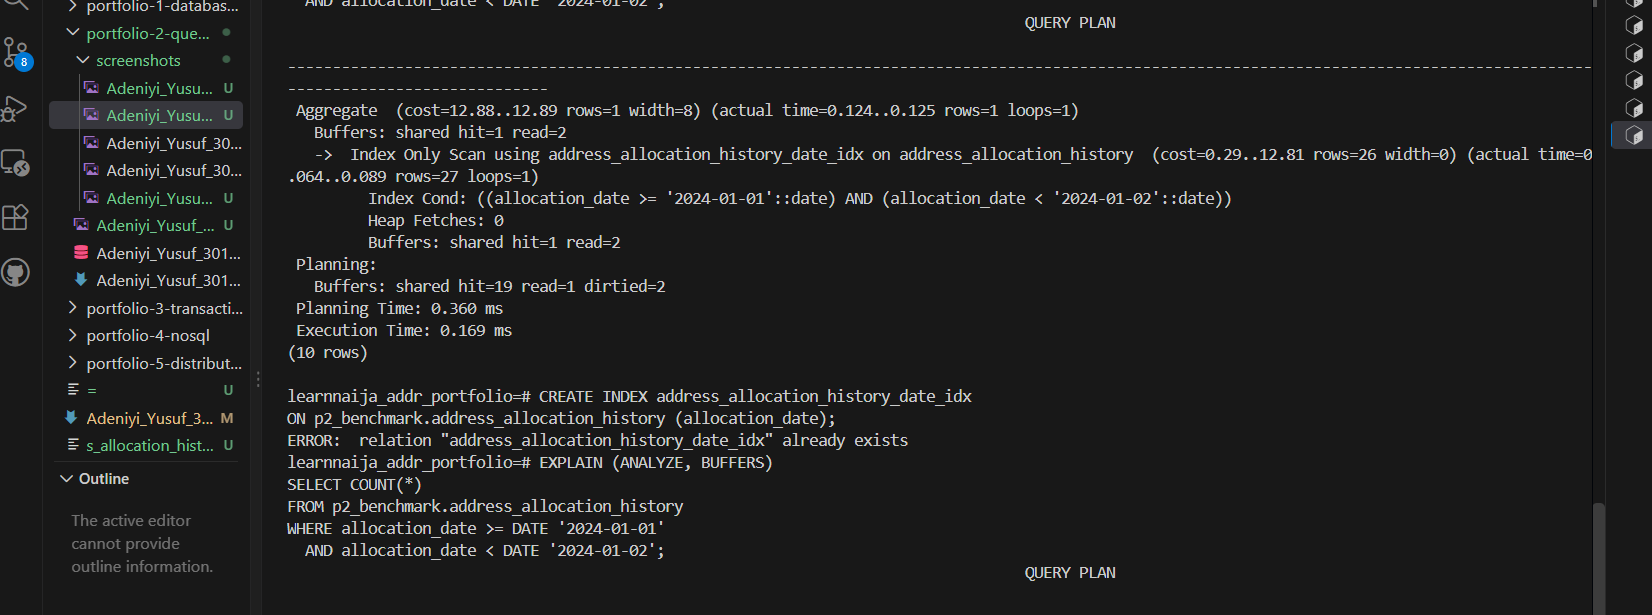 portfolio-1-databas...
portfolio-2-que...
screenshots
Adeniyi_Yusu... U
Adeniyi_Yusu... U
Adeniyi_Yusuf_30...
Adeniyi_Yusuf_30...
Adeniyi_Yusu... U
Adeniyi_Yusuf_... U
Adeniyi_Yusuf_301...
Adeniyi_Yusuf_301...
portfolio-3-transacti...
portfolio-4-nosql
portfolio-5-distribut...
= U
Adeniyi_Yusuf_3... M
s_allocation_hist... U
Outline
The active editor
cannot provide
outline information.
8
AND allocation_date < DATE '2024-01-02';
QUERY PLAN
-------------------------------------------------------------------------------------------------------------------------------------------------
-----------------------------
Aggregate  (cost=12.88..12.89 rows=1 width=8) (actual time=0.124..0.125 rows=1 loops=1)
Buffers: shared hit=1 read=2
->  Index Only Scan using address_allocation_history_date_idx on address_allocation_history  (cost=0.29..12.81 rows=26 width=0) (actual time=0
.064..0.089 rows=27 loops=1)
Index Cond: ((allocation_date >= '2024-01-01'::date) AND (allocation_date < '2024-01-02'::date))
Heap Fetches: 0
Buffers: shared hit=1 read=2
Planning:
Buffers: shared hit=19 read=1 dirtied=2
Planning Time: 0.360 ms
Execution Time: 0.169 ms
(10 rows)
learnnaija_addr_portfolio=# CREATE INDEX address_allocation_history_date_idx
ON p2_benchmark.address_allocation_history (allocation_date);
ERROR:  relation "address_allocation_history_date_idx" already exists
learnnaija_addr_portfolio=# EXPLAIN (ANALYZE, BUFFERS)
SELECT COUNT(*)
FROM p2_benchmark.address_allocation_history
WHERE allocation_date >= DATE '2024-01-01'
AND allocation_date < DATE '2024-01-02';
QUERY PLAN